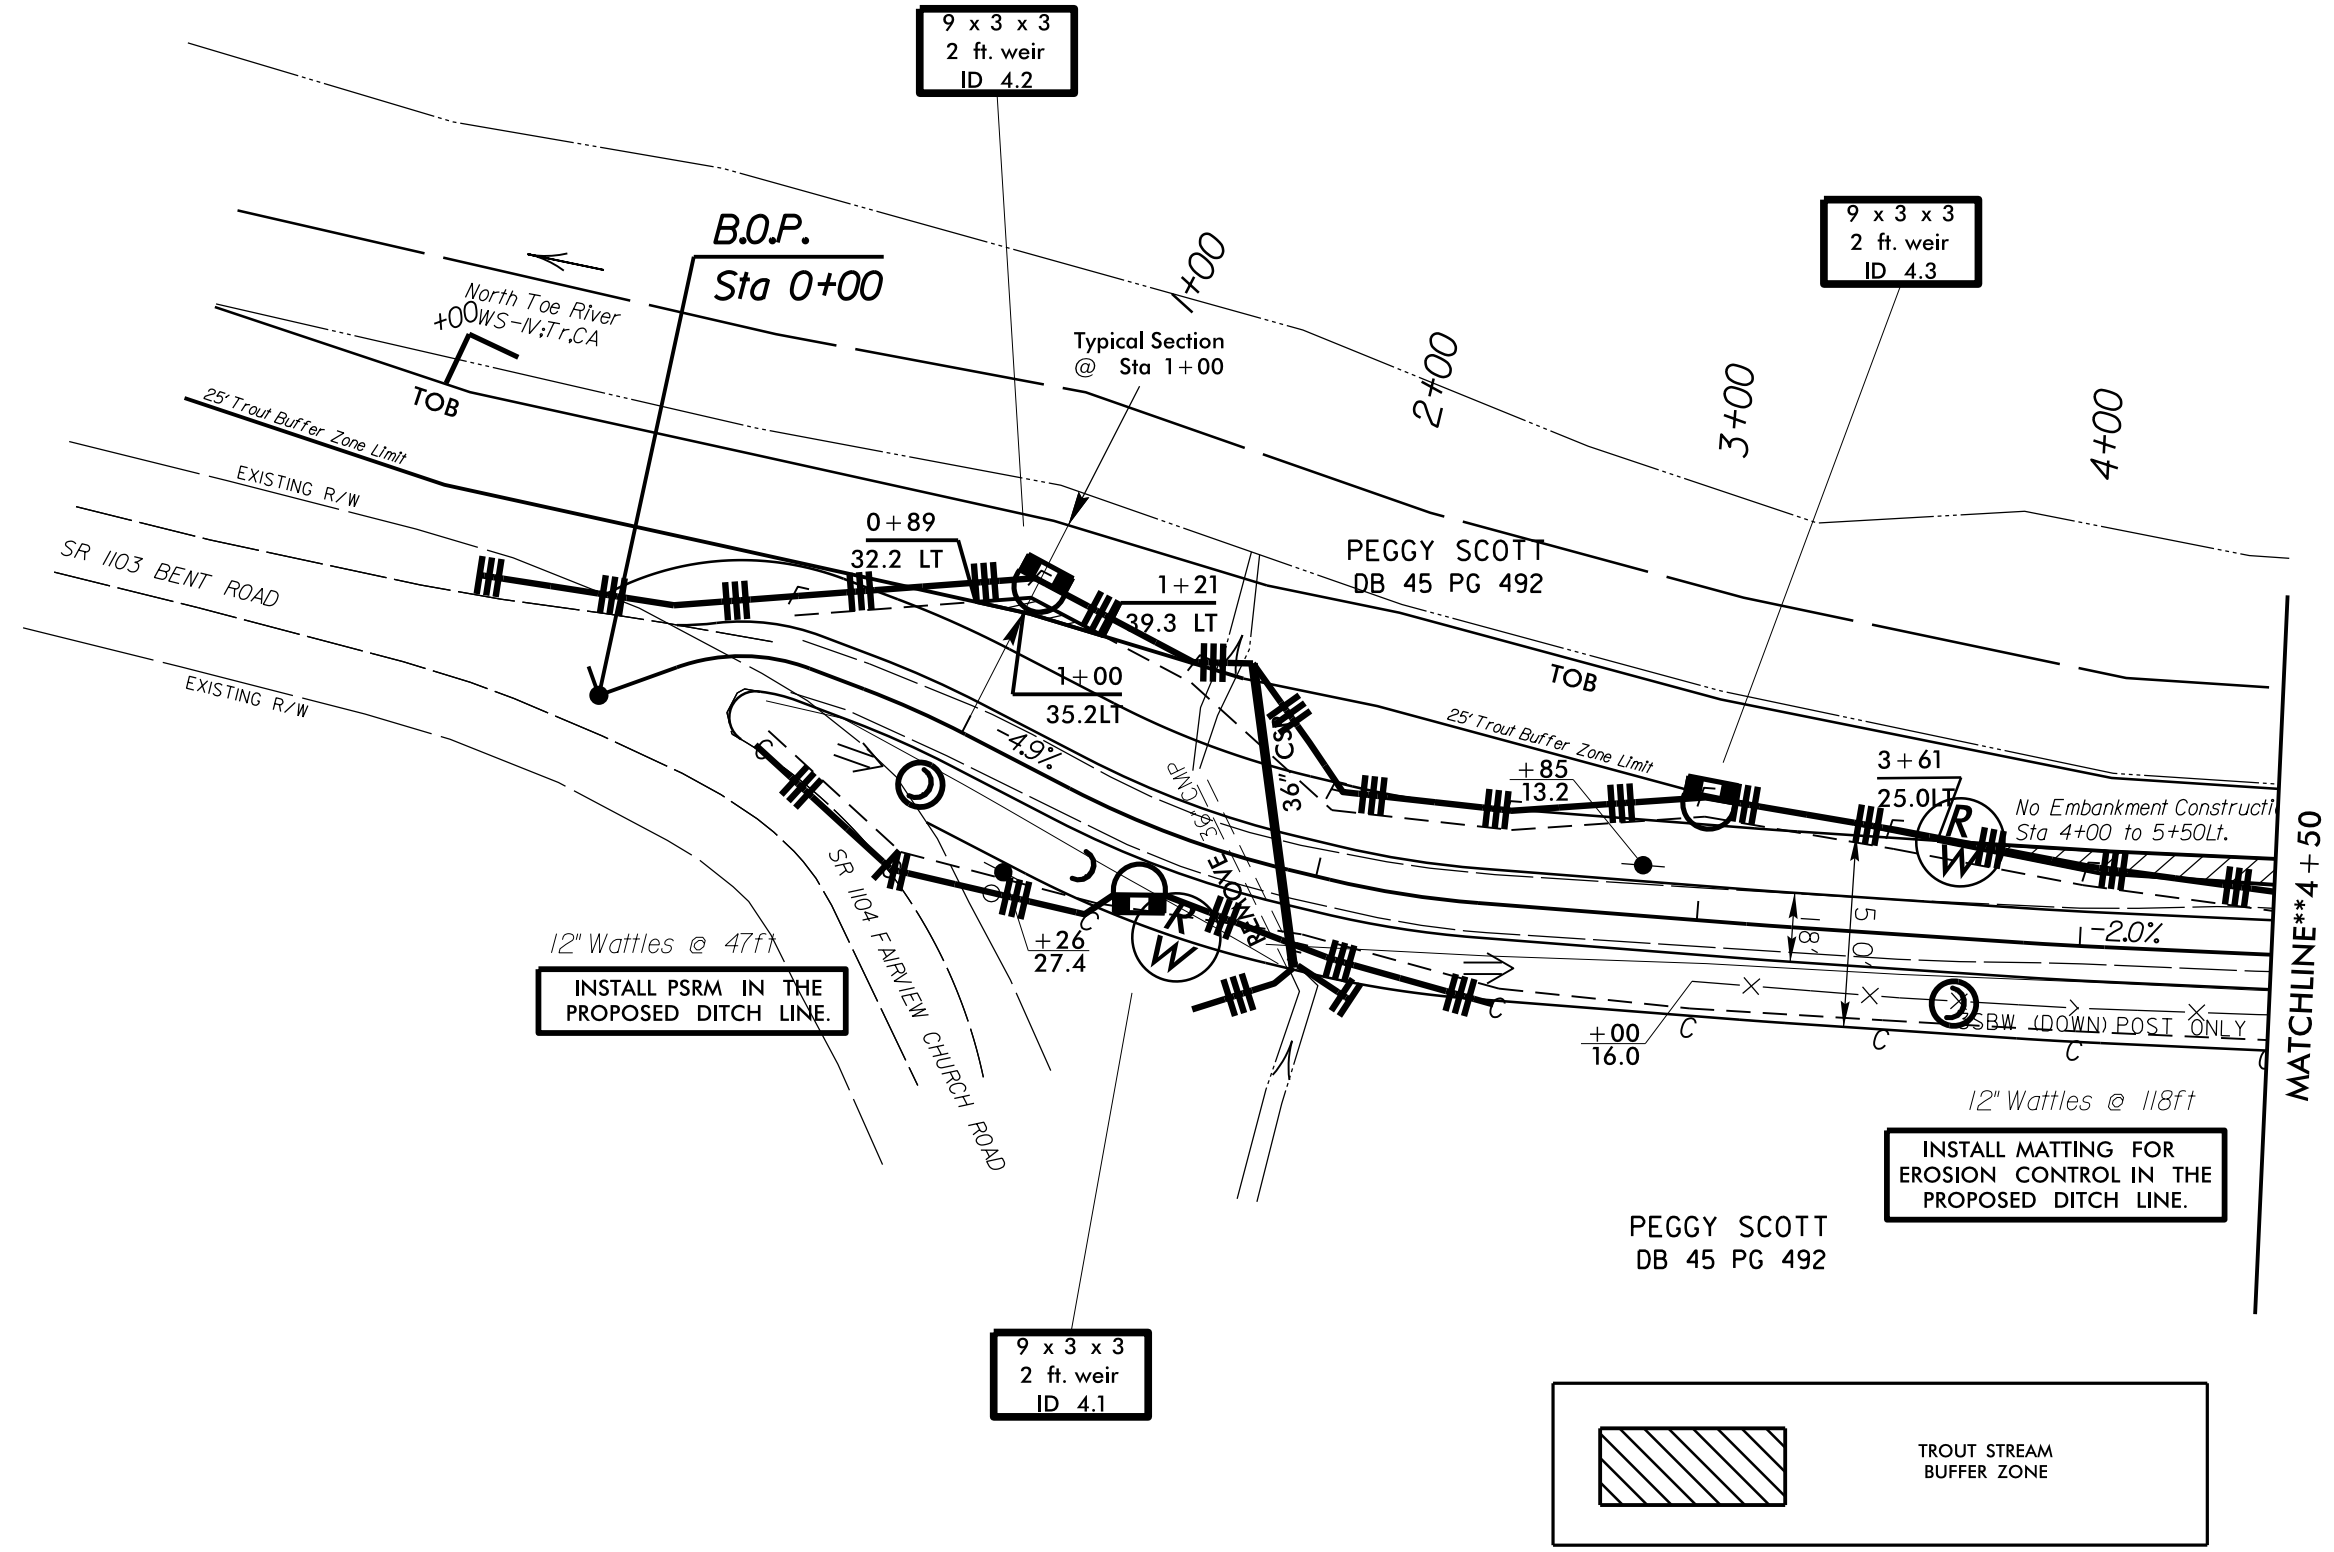 9 x 3 x 3
2 ft. weir
ID 4.2
9 x 3 x 3
2 ft. weir
ID 4.3
B.O.P.
Sta 0+00
1+00
2+00
3+00
4+00
North Toe River
WS-IV;Tr,CA
+00
TOB
Typical Section
@ Sta 1+00
25' Trout Buffer Zone Limit
EXISTING R/W
SR 1103 BENT ROAD
EXISTING R/W
0+89
32.2 LT
1+21
39.3 LT
1+00
35.2LT
PEGGY SCOTT
DB 45 PG 492
TOB
25' Trout Buffer Zone Limit
-4.9%
36" CS
36" CMP
REMOVE
+85
13.2
3+61
25.0LT
No Embankment Constructi
Sta 4+00 to 5+50Lt.
F
F
F
F
F
F
F
R
W
R
W
C
C
C
C
C
C
C
SR 1104 FAIRVIEW CHURCH ROAD
+26
27.4
18'
50'
-2.0%
+00
16.0
3SBW (DOWN) POST ONLY
MATCHLINE**4+50
12" Wattles @ 47ft
INSTALL PSRM IN THE
PROPOSED DITCH LINE.
12" Wattles @ 118ft
INSTALL MATTING FOR
EROSION CONTROL IN THE
PROPOSED DITCH LINE.
PEGGY SCOTT
DB 45 PG 492
9 x 3 x 3
2 ft. weir
ID 4.1
TROUT STREAM
BUFFER ZONE